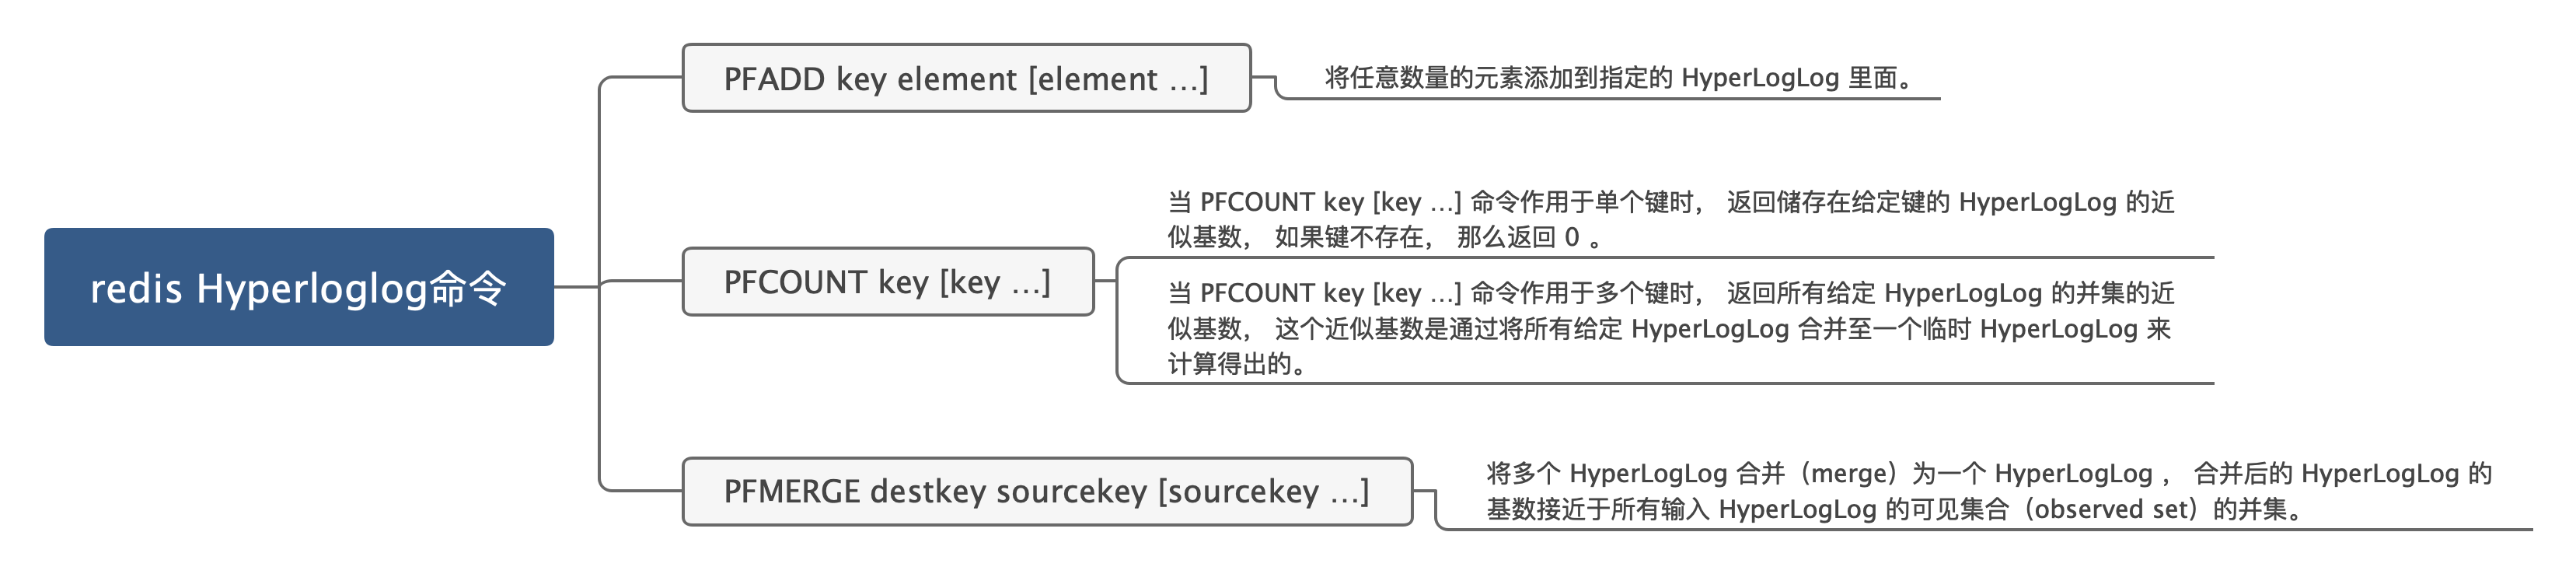 redis Hyperloglog命令
PFADD key element [element …]
将任意数量的元素添加到指定的 HyperLogLog 里面。
PFCOUNT key [key …]
当 PFCOUNT key [key …] 命令作用于单个键时， 返回储存在给定键的 HyperLogLog 的近
似基数， 如果键不存在， 那么返回 0 。
当 PFCOUNT key [key …] 命令作用于多个键时， 返回所有给定 HyperLogLog 的并集的近
似基数， 这个近似基数是通过将所有给定 HyperLogLog 合并至一个临时 HyperLogLog 来
计算得出的。
PFMERGE destkey sourcekey [sourcekey …]
将多个 HyperLogLog 合并（merge）为一个 HyperLogLog ， 合并后的 HyperLogLog 的
基数接近于所有输入 HyperLogLog 的可见集合（observed set）的并集。